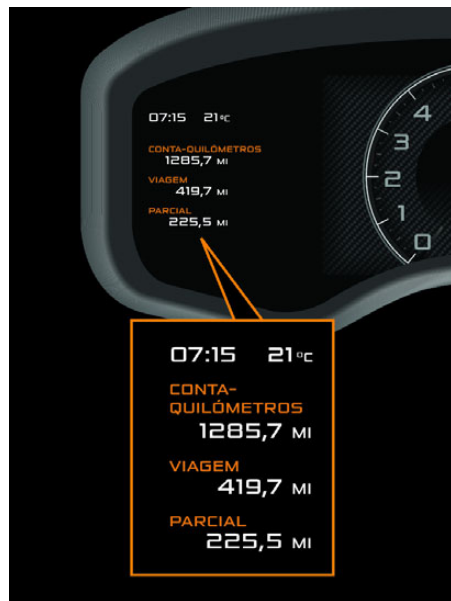 07:15 21°C
CONTA-QUILÓMETROS
1285,7 MI
VIAGEM
419,7 MI
PARCIAL
225,5 MI
4
3
2
1
0
07:15 21°C
CONTA-
QUILÓMETROS
1285,7 MI
VIAGEM
419,7 MI
PARCIAL
225,5 MI